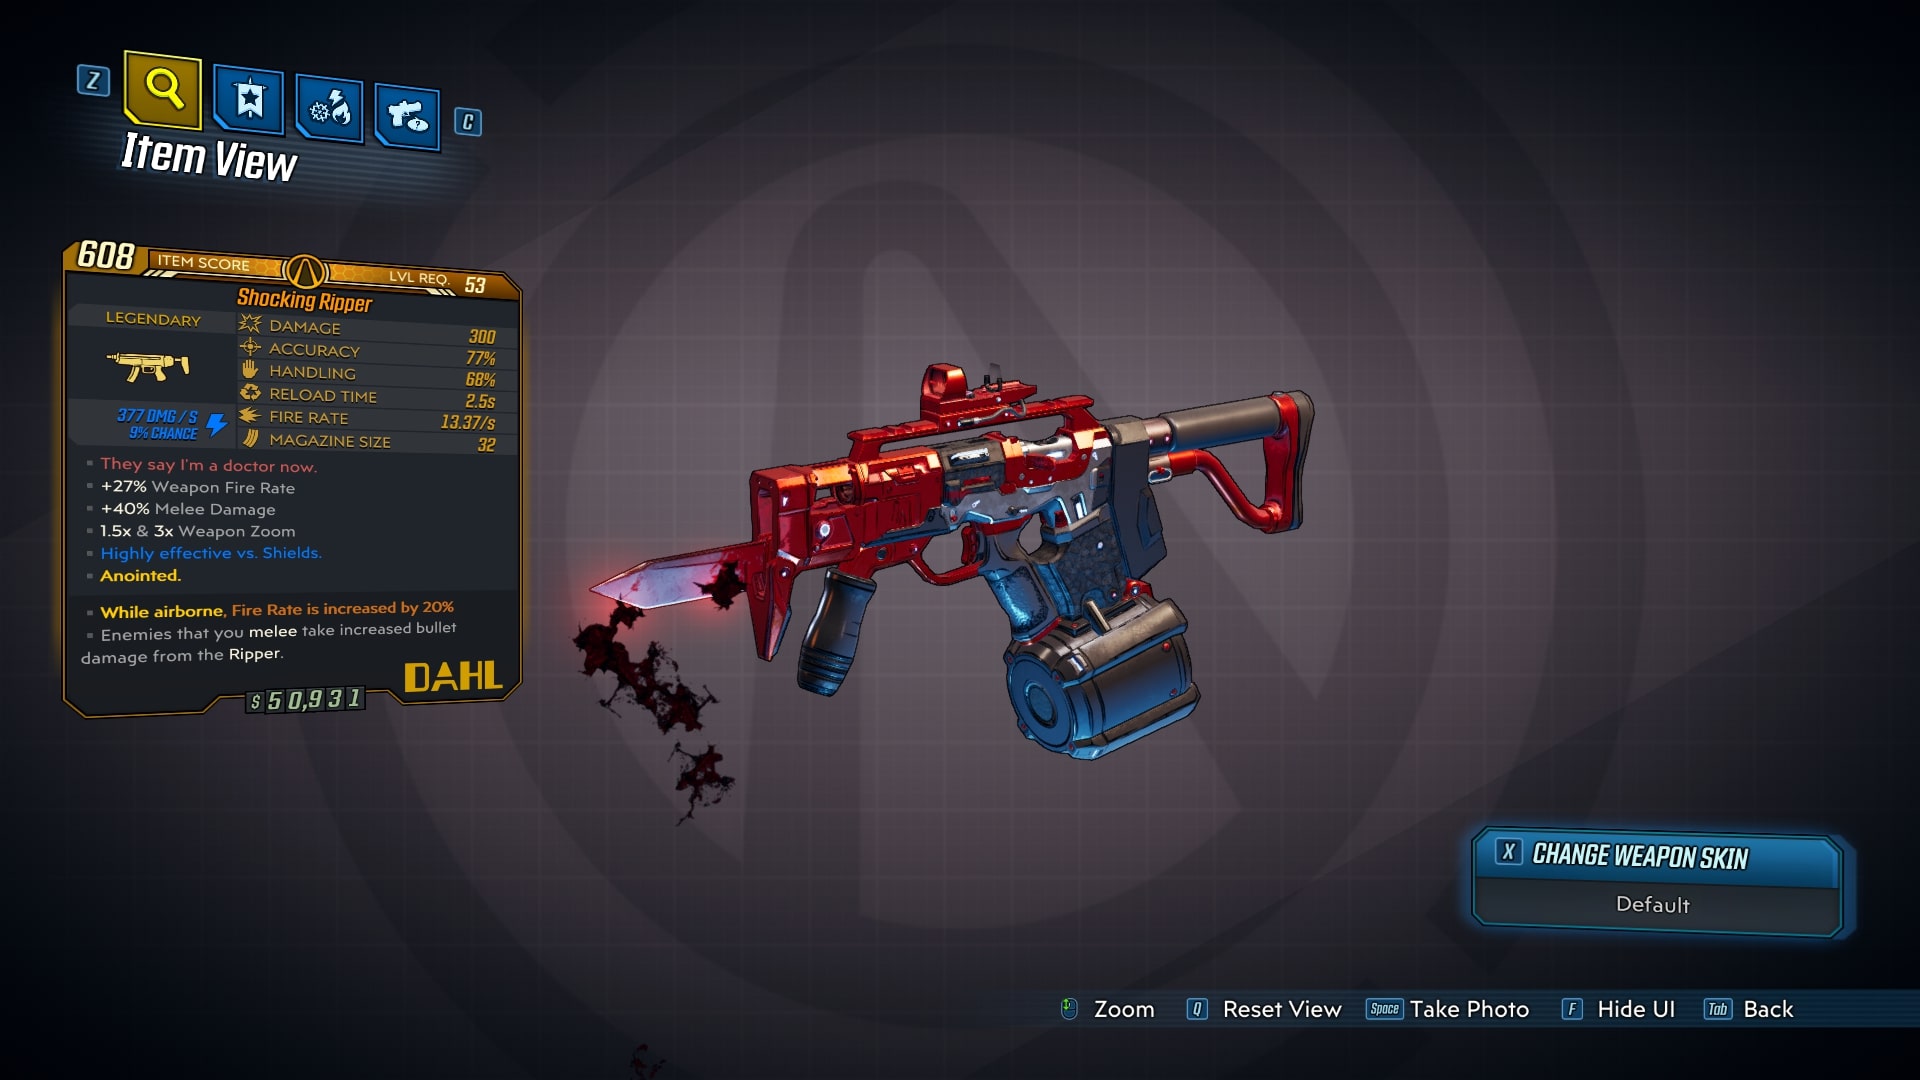 Z
C
Item View
608 ITEM SCORE LVL REQ. 53
Shocking Ripper
LEGENDARY
DAMAGE 300
ACCURACY 77%
HANDLING 68%
RELOAD TIME 2.5s
FIRE RATE 13.37/s
MAGAZINE SIZE 32
377 DMG / S
9% CHANCE
They say I'm a doctor now.
+27% Weapon Fire Rate
+40% Melee Damage
1.5x & 3x Weapon Zoom
Highly effective vs. Shields.
Anointed.
While airborne, Fire Rate is increased by 20%
Enemies that you melee take increased bullet
damage from the Ripper.
DAHL
$50,931
X CHANGE WEAPON SKIN
Default
Zoom Q Reset View Space Take Photo F Hide UI Tab Back